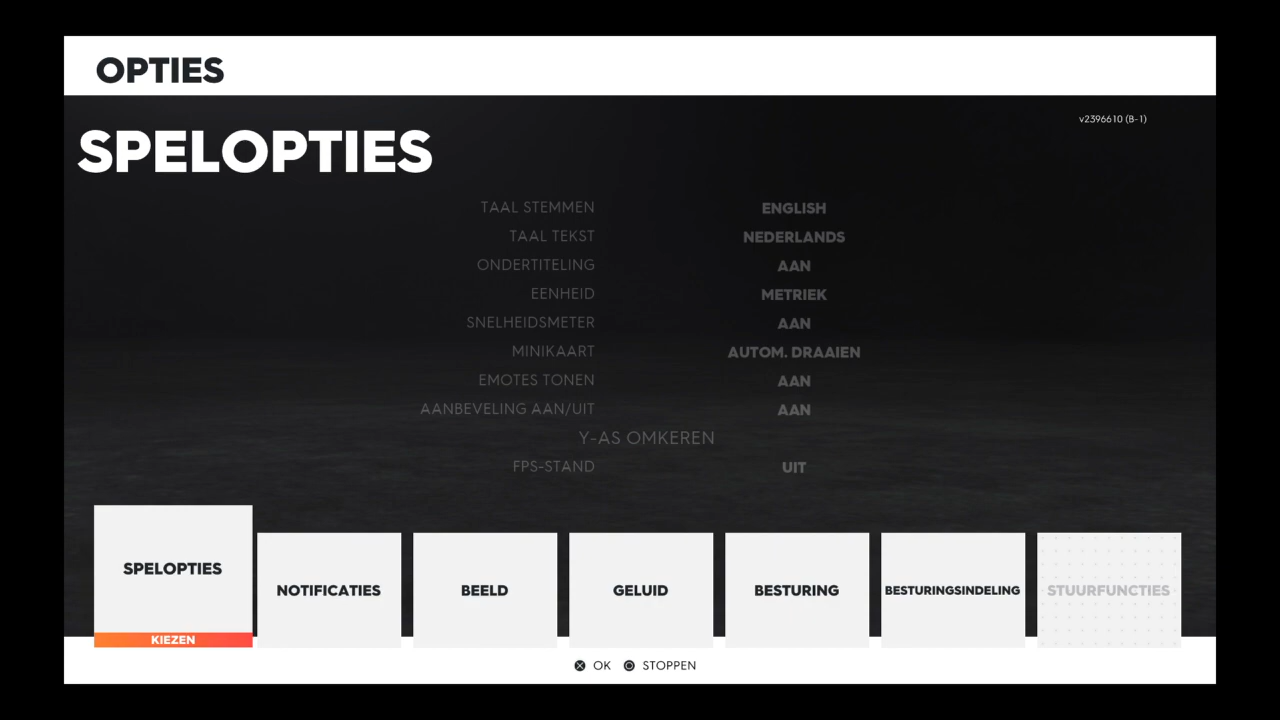 OPTIES
SPELOPTIES
v2396610 (B-1)
TAAL STEMMEN ENGLISH
TAAL TEKST NEDERLANDS
ONDERTITELING AAN
EENHEID METRIEK
SNELHEIDSMETER AAN
MINIKAART AUTOM. DRAAIEN
EMOTES TONEN AAN
AANBEVELING AAN/UIT AAN
Y-AS OMKEREN
FPS-STAND UIT
SPELOPTIES
KIEZEN
NOTIFICATIES
BEELD
GELUID
BESTURING
BESTURINGSINDELING
STUURFUNCTIES
OK STOPPEN